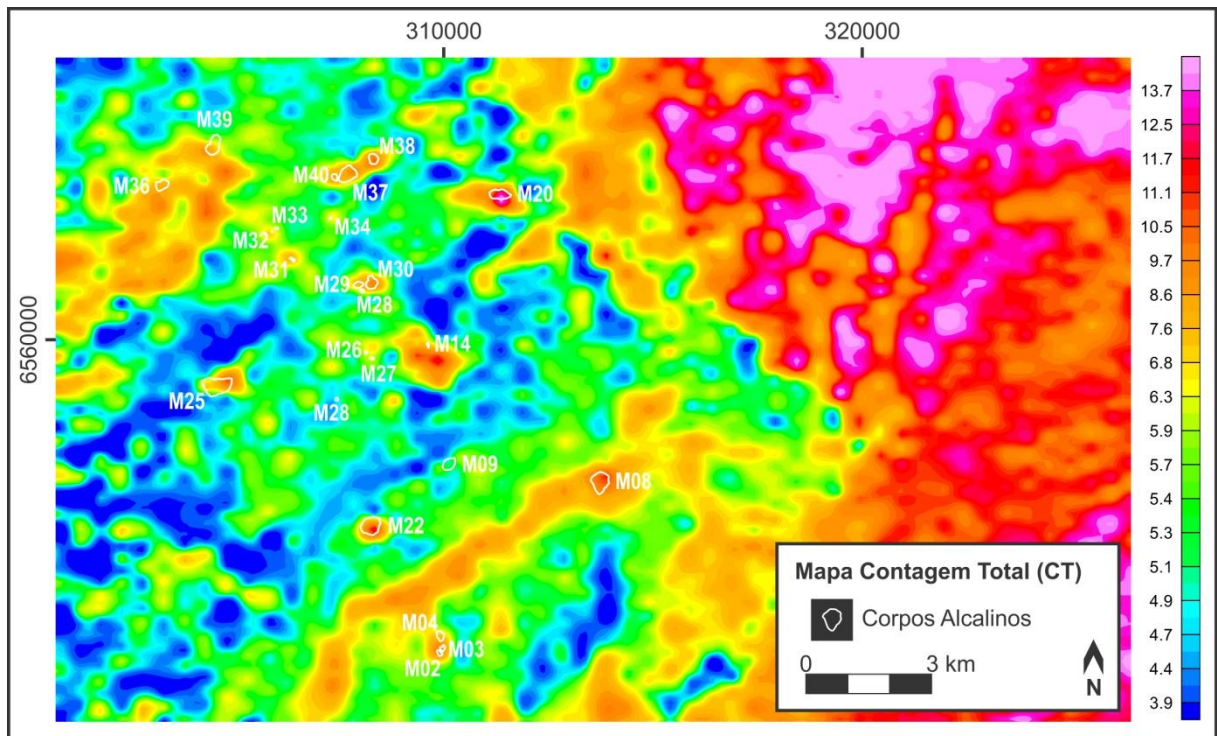 310000
320000
6560000
M39
M38
M36
M40
M37
M20
M33
M34
M32
M31
M30
M29
M28
M26
M14
M27
M25
M28
M09
M08
M22
M04
M03
M02
Mapa Contagem Total (CT)
Corpos Alcalinos
0 3 km
N
13.7
12.5
11.7
11.1
10.5
9.7
8.6
7.6
6.8
6.3
5.9
5.7
5.4
5.3
5.1
4.9
4.7
4.4
3.9